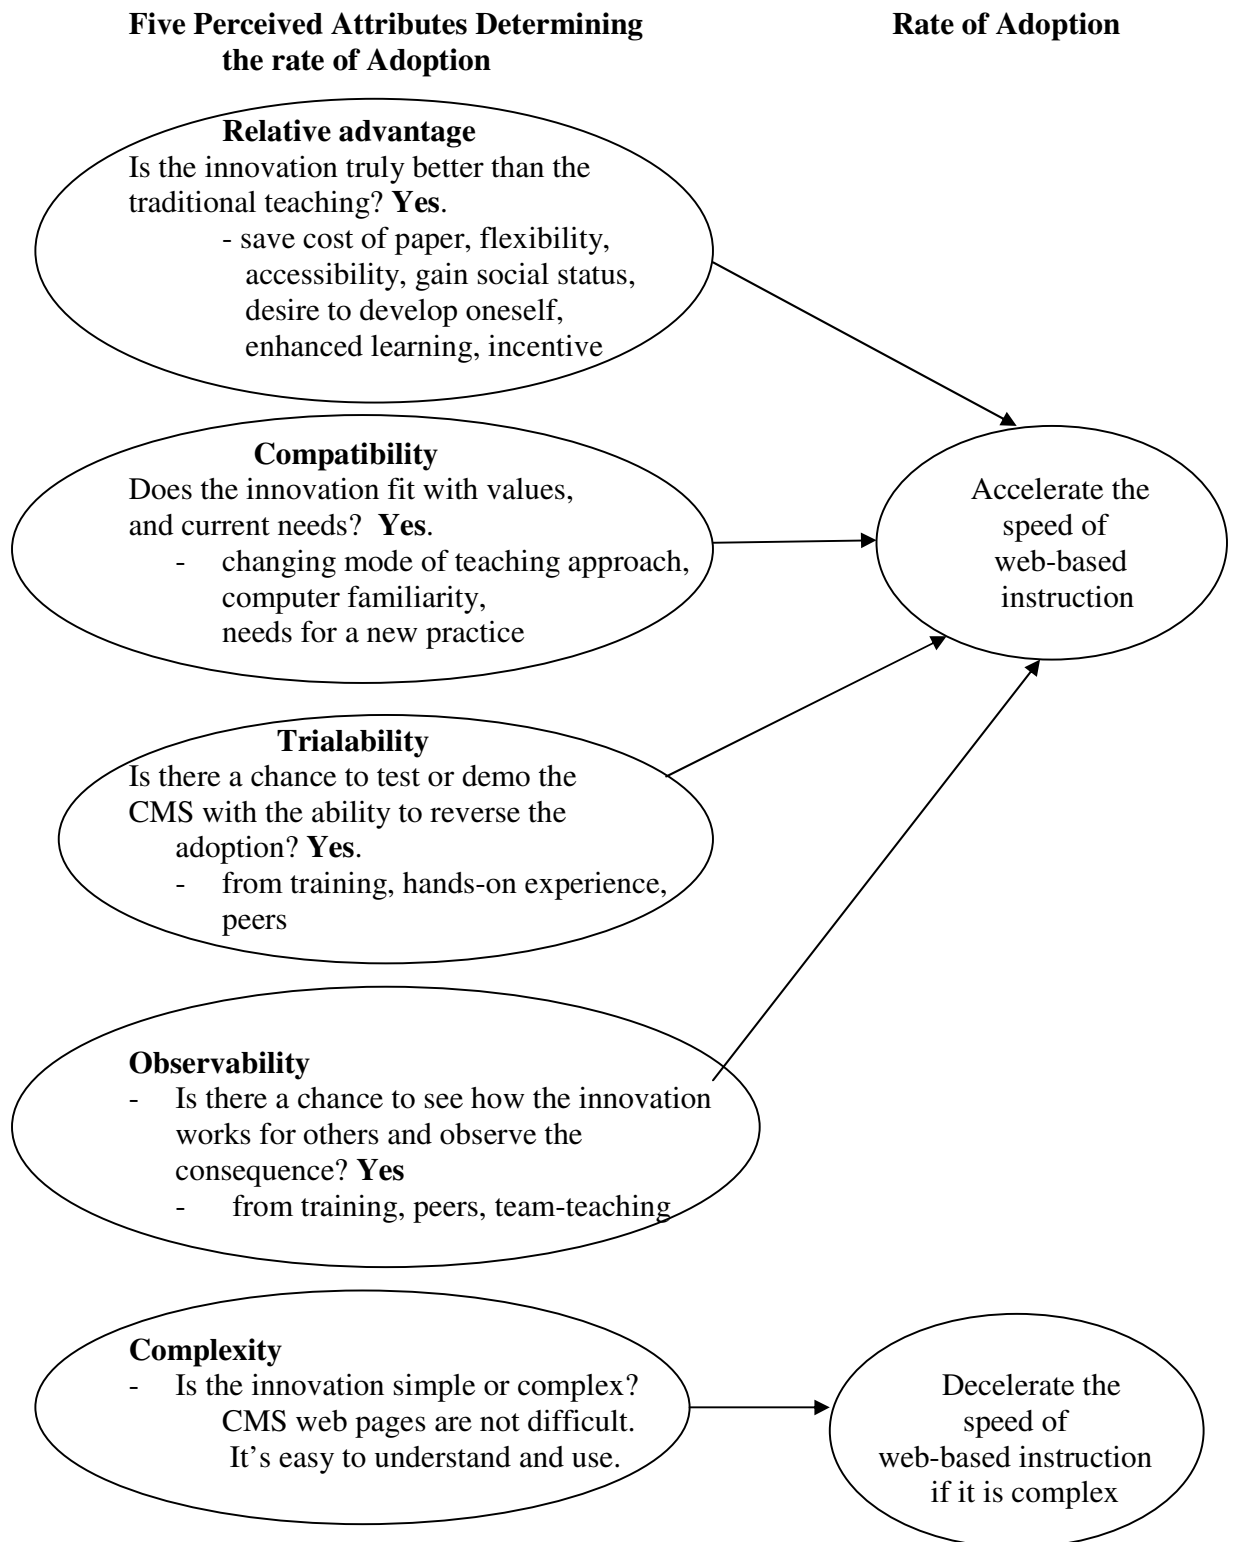 Five Perceived Attributes Determining
the rate of Adoption
Rate of Adoption
Relative advantage
Is the innovation truly better than the
traditional teaching? Yes.
- save cost of paper, flexibility,
accessibility, gain social status,
desire to develop oneself,
enhanced learning, incentive
Compatibility
Does the innovation fit with values,
and current needs? Yes.
- changing mode of teaching approach,
computer familiarity,
needs for a new practice
Accelerate the
speed of
web-based
instruction
Trialability
Is there a chance to test or demo the
CMS with the ability to reverse the
adoption? Yes.
- from training, hands-on experience,
peers
Observability
- Is there a chance to see how the innovation
works for others and observe the
consequence? Yes
- from training, peers, team-teaching
Complexity
- Is the innovation simple or complex?
CMS web pages are not difficult.
It's easy to understand and use.
Decelerate the
speed of
web-based instruction
if it is complex